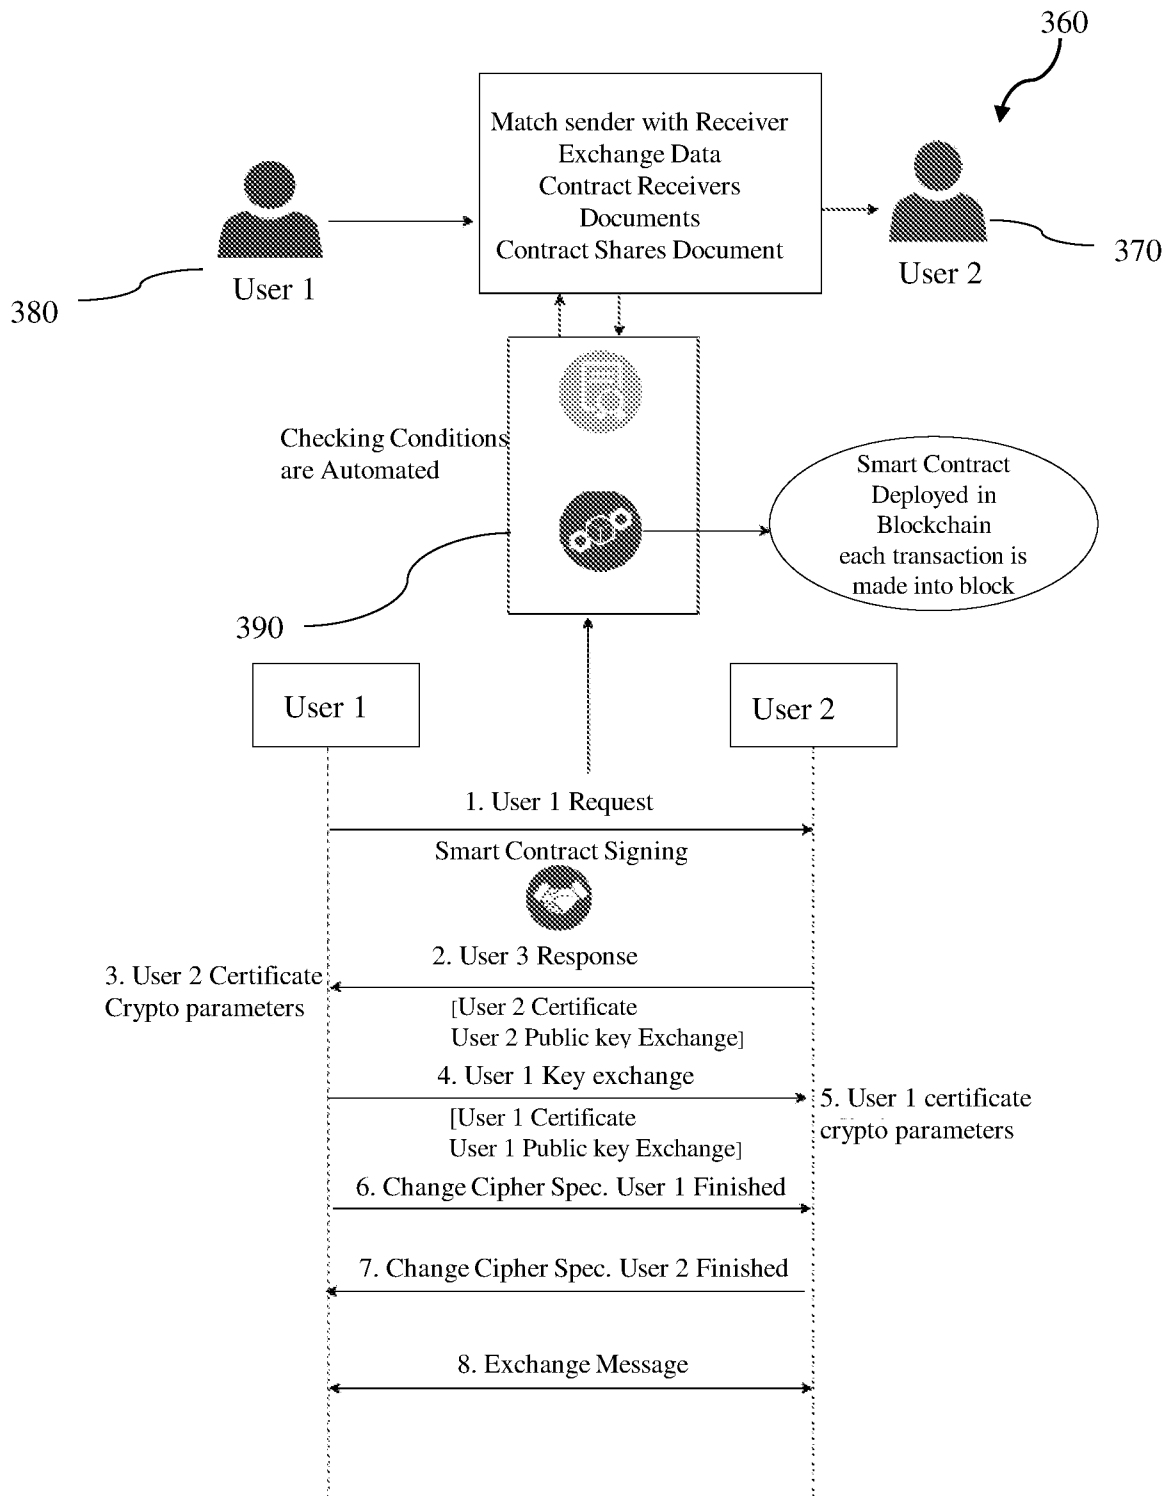 360
Match sender with Receiver
Exchange Data
Contract Receivers
Documents
Contract Shares Document
User 1
User 2
370
380
Checking Conditions
are Automated
Smart Contract
Deployed in
Blockchain
each transaction is
made into block
390
User 1
User 2
1. User 1 Request
Smart Contract Signing
2. User 3 Response
3. User 2 Certificate
Crypto parameters
[User 2 Certificate
User 2 Public key Exchange]
4. User 1 Key exchange
5. User 1 certificate
crypto parameters
[User 1 Certificate
User 1 Public key Exchange]
6. Change Cipher Spec. User 1 Finished
7. Change Cipher Spec. User 2 Finished
8. Exchange Message